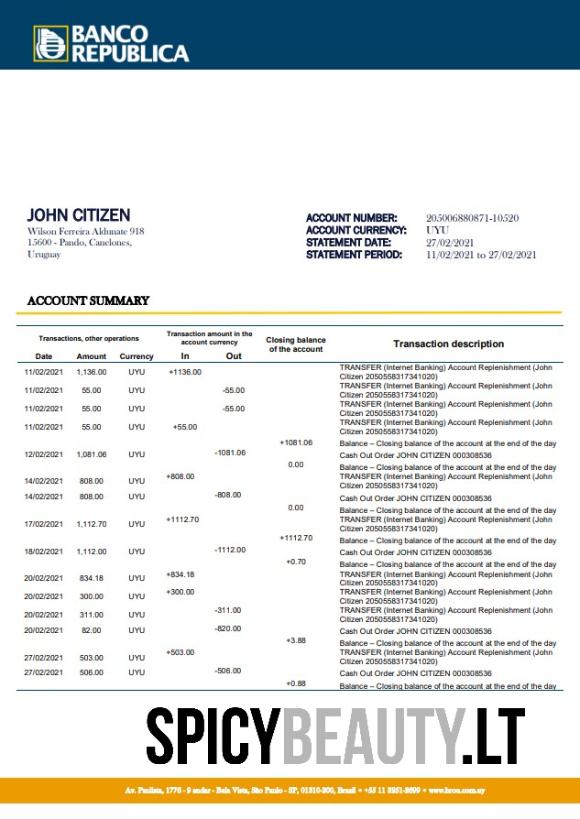 BANCO
REPUBLICA
JOHN CITIZEN
Wilson Ferreira Aldunate 918
15600 - Pando, Canelones,
Uruguay
ACCOUNT NUMBER: 205006880871-10520
ACCOUNT CURRENCY: UYU
STATEMENT DATE: 27/02/2021
STATEMENT PERIOD: 11/02/2021 to 27/02/2021
ACCOUNT SUMMARY
Transactions, other operations
Transaction amount in the
account currency
Closing balance
of the account
Transaction description
Date Amount Currency In Out
11/02/2021 1,136.00 UYU +1136.00 TRANSFER (Internet Banking) Account Replenishment (John
Citizen 2050558317341020)
11/02/2021 55.00 UYU -55.00 TRANSFER (Internet Banking) Account Replenishment (John
Citizen 2050558317341020)
11/02/2021 55.00 UYU -55.00 TRANSFER (Internet Banking) Account Replenishment (John
Citizen 2050558317341020)
11/02/2021 55.00 UYU +55.00 TRANSFER (Internet Banking) Account Replenishment (John
Citizen 2050558317341020)
+1081.06 Balance – Closing balance of the account at the end of the day
12/02/2021 1,081.06 UYU -1081.06 Cash Out Order JOHN CITIZEN 000308536
0.00 Balance – Closing balance of the account at the end of the day
14/02/2021 808.00 UYU +808.00 TRANSFER (Internet Banking) Account Replenishment (John
Citizen 2050558317341020)
14/02/2021 808.00 UYU -808.00 Cash Out Order JOHN CITIZEN 000308536
0.00 Balance – Closing balance of the account at the end of the day
17/02/2021 1,112.70 UYU +1112.70 TRANSFER (Internet Banking) Account Replenishment (John
Citizen 2050558317341020)
+1112.70 Balance – Closing balance of the account at the end of the day
18/02/2021 1,112.00 UYU -1112.00 Cash Out Order JOHN CITIZEN 000308536
+0.70 Balance – Closing balance of the account at the end of the day
20/02/2021 834.18 UYU +834.18 TRANSFER (Internet Banking) Account Replenishment (John
Citizen 2050558317341020)
20/02/2021 300.00 UYU +300.00 TRANSFER (Internet Banking) Account Replenishment (John
Citizen 2050558317341020)
20/02/2021 311.00 UYU -311.00 TRANSFER (Internet Banking) Account Replenishment (John
Citizen 2050558317341020)
20/02/2021 82.00 UYU -820.00 Cash Out Order JOHN CITIZEN 000308536
+3.88 Balance – Closing balance of the account at the end of the day
27/02/2021 503.00 UYU +503.00 TRANSFER (Internet Banking) Account Replenishment (John
Citizen 2050558317341020)
27/02/2021 506.00 UYU -506.00 Cash Out Order JOHN CITIZEN 000308536
+0.88 Balance – Closing balance of the account at the end of the day
SPICYBEAUTY.LT
Av. Paulista, 1776 - 9 andar - Bela Vista, São Paulo - SP, 01310-200, Brasil • +55 11 3251-3699 • www.brou.com.uy